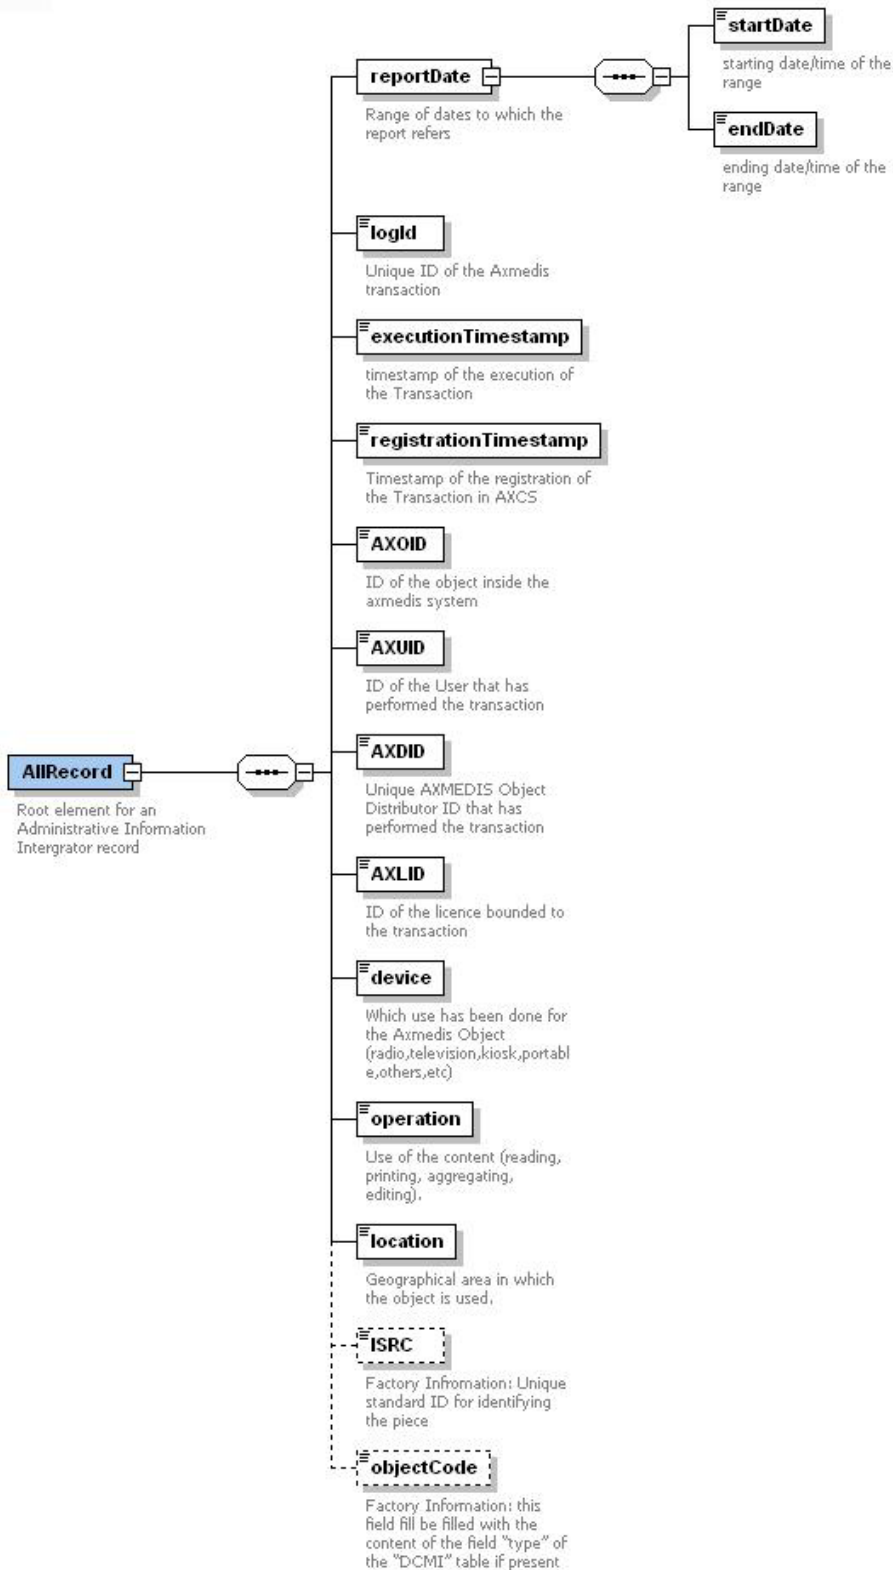 startDate
starting date/time of the
range
reportDate
Range of dates to which the
report refers
endDate
ending date/time of the
range
logId
Unique ID of the Axmedis
transaction
executionTimestamp
timestamp of the execution of
the Transaction
registrationTimestamp
Timestamp of the registration of
the Transaction in AXCS
AXOID
ID of the object inside the
axmedis system
AXUID
ID of the User that has
performed the transaction
AXDID
Unique AXMEDIS Object
Distributor ID that has
performed the transaction
AIIRecord
Root element for an
Administrative Information
Intergrator record
AXLID
ID of the licence bounded to
the transaction
device
Which use has been done for
the Axmedis Object
(radio,television,kiosk,portabl
e,others,etc)
operation
Use of the content (reading,
printing, aggregating,
editing).
location
Geographical area in which
the object is used.
ISRC
Factory Infromation: Unique
standard ID for identifying
the piece
objectCode
Factory Information: this
field fill be filled with the
content of the field "type" of
the "DCMI" table if present